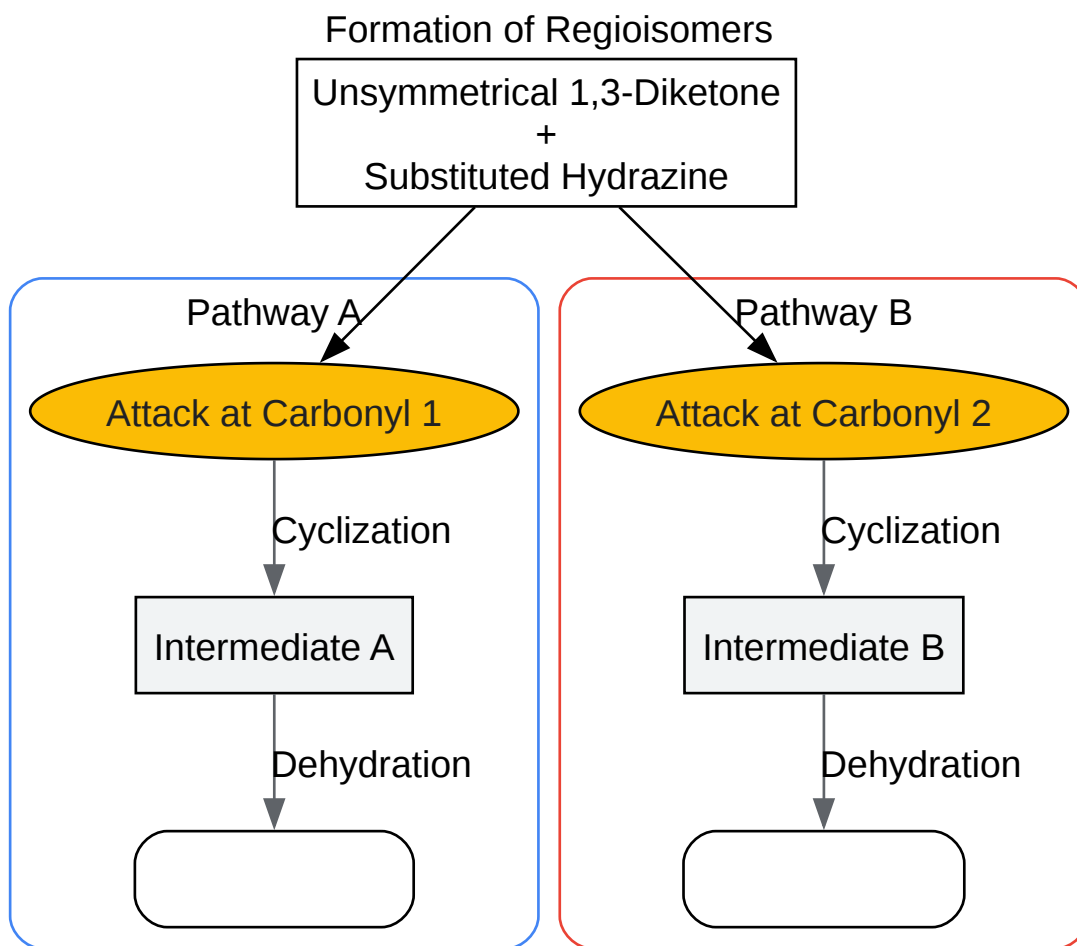 Formation of Regioisomers
Unsymmetrical 1,3-Diketone
+
Substituted Hydrazine
Pathway A
Attack at Carbonyl 1
Cyclization
Intermediate A
Dehydration
Pathway B
Attack at Carbonyl 2
Cyclization
Intermediate B
Dehydration